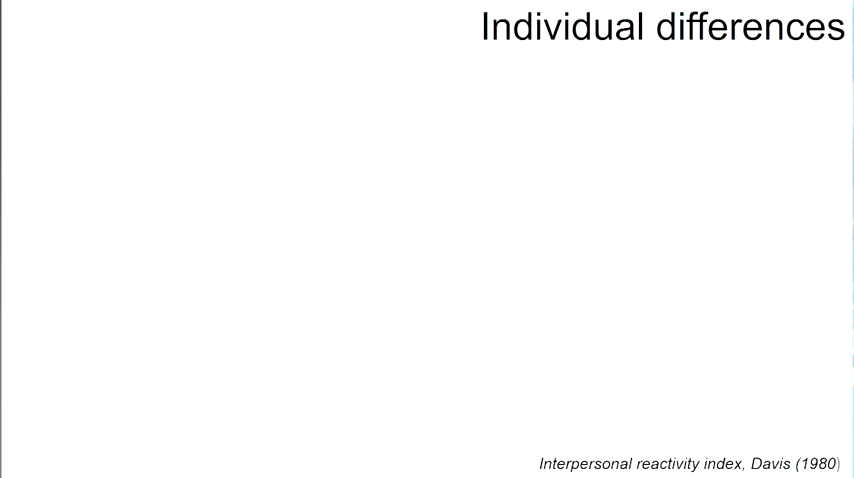 Individual differences
Interpersonal reactivity index, Davis (1980)